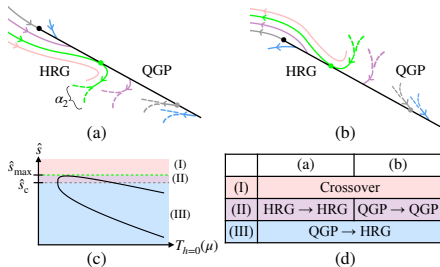 HRG
QGP
α₂
(a)
HRG
QGP
(b)
ŝ
(I)
ŝmax
(II)
ŝc
(III)
Tₕ₌₀(μ)
(c)
(a) (b)
(I) Crossover
(II) HRG → HRG QGP → QGP
(III) QGP → HRG
(d)